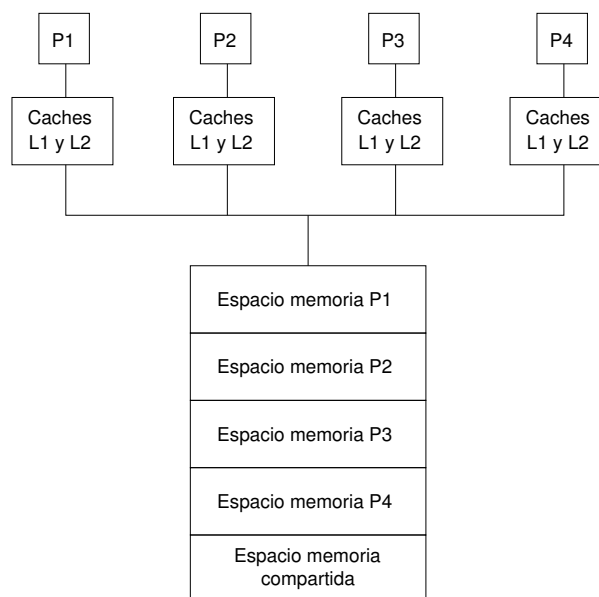 P1
P2
P3
P4
Caches
L1 y L2
Caches
L1 y L2
Caches
L1 y L2
Caches
L1 y L2
Espacio memoria P1
Espacio memoria P2
Espacio memoria P3
Espacio memoria P4
Espacio memoria
compartida